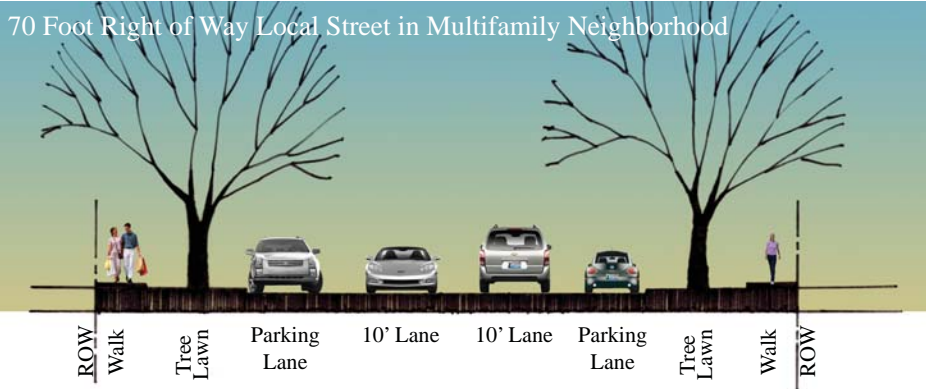 70 Foot Right of Way Local Street in Multifamily Neighborhood
ROW
Walk
Tree
Lawn
Parking
Lane
10’ Lane
10’ Lane
Parking
Lane
Tree
Lawn
Walk
ROW